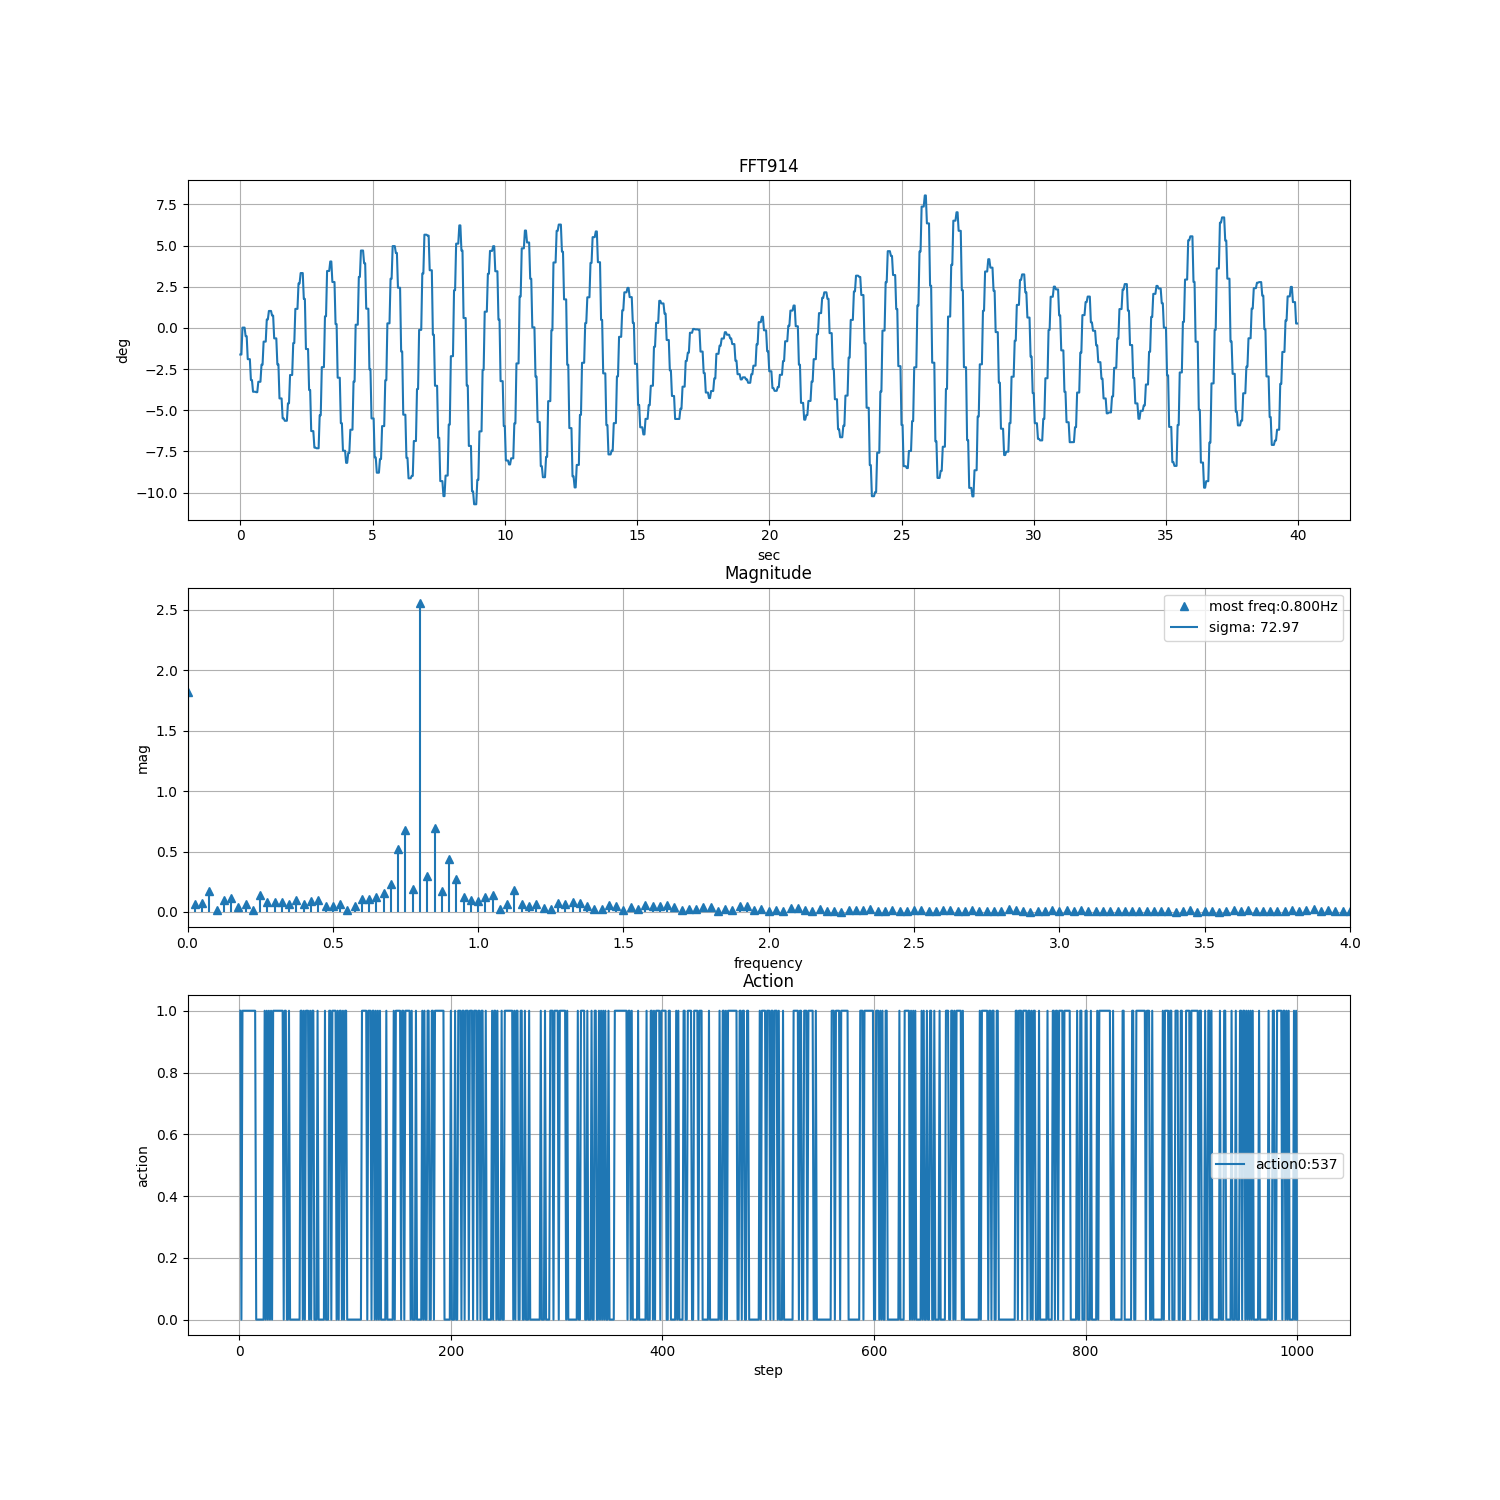 FFT914
7.5
5.0
2.5
0.0
−2.5
−5.0
−7.5
−10.0
deg
0 5 10 15 20 25 30 35 40
sec
Magnitude
2.5
2.0
1.5
1.0
0.5
0.0
mag
most freq:0.800Hz
sigma: 72.97
0.0 0.5 1.0 1.5 2.0 2.5 3.0 3.5 4.0
frequency
Action
1.0
0.8
0.6
0.4
0.2
0.0
action
action0:537
0 200 400 600 800 1000
step